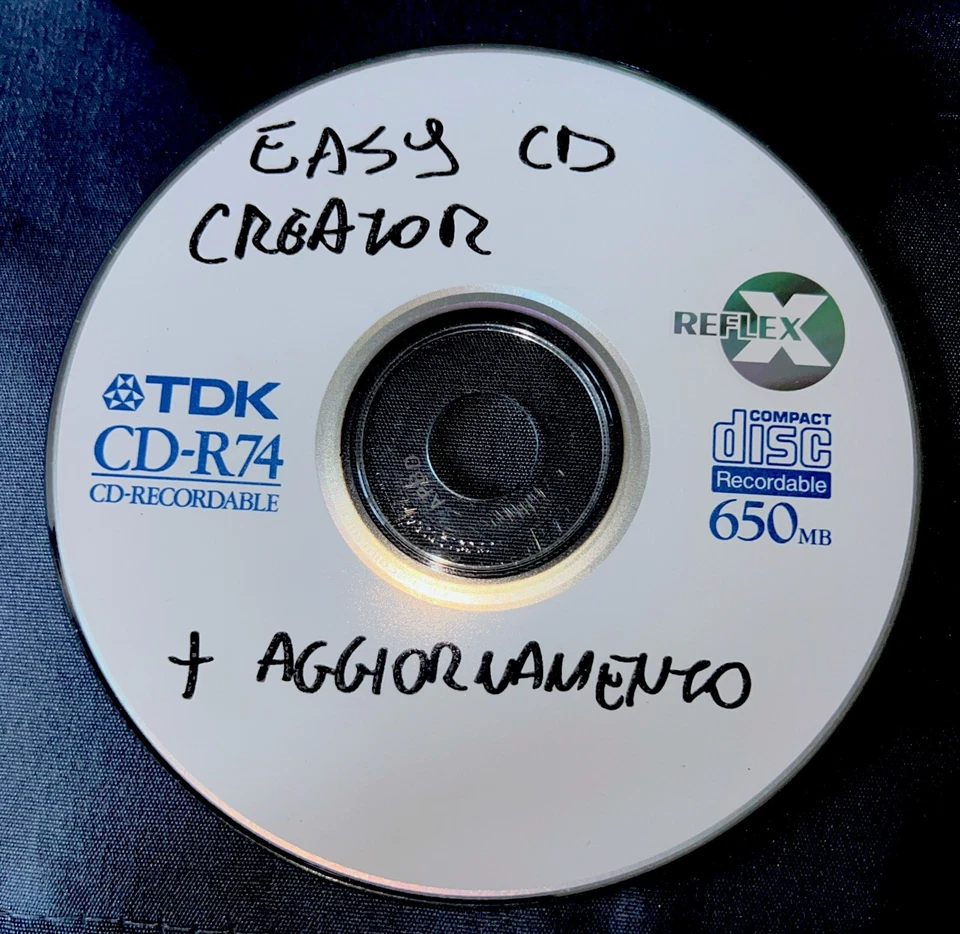 EASY CD
CREATOR
REFLEX X
TDK
CD-R74
CD-RECORDABLE
COMPACT
disc
Recordable
650MB
+ AGGIORNAMENTO